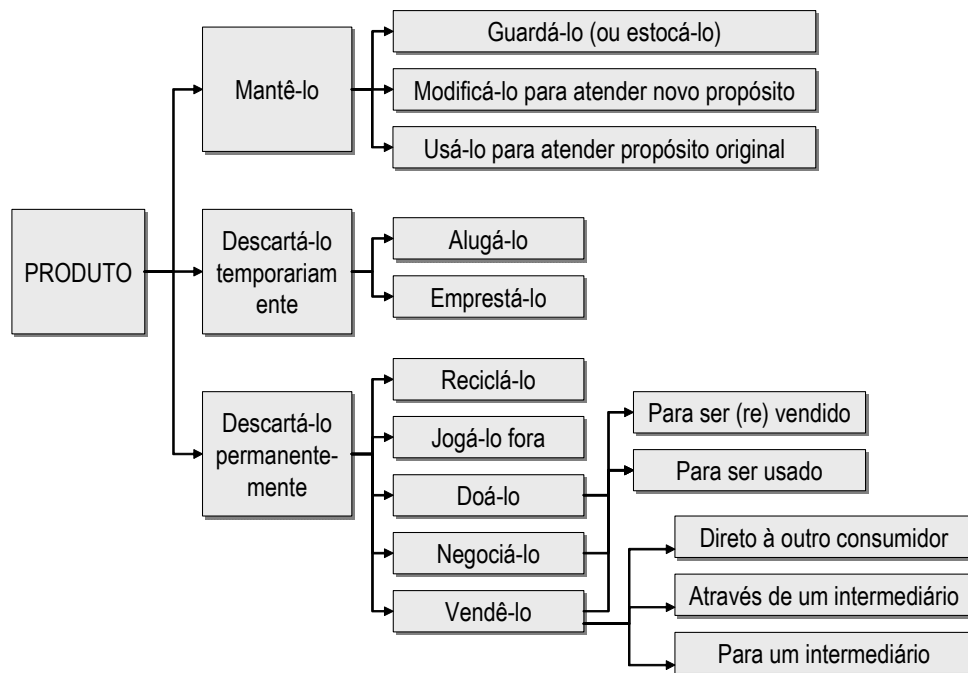 Guardá-lo (ou estocá-lo)
Mantê-lo
Modificá-lo para atender novo propósito
Usá-lo para atender propósito original
PRODUTO
Descartá-lo
temporariam
ente
Alugá-lo
Emprestá-lo
Descartá-lo
permanente-
mente
Reciclá-lo
Jogá-lo fora
Doá-lo
Negociá-lo
Vendê-lo
Para ser (re) vendido
Para ser usado
Direto à outro consumidor
Através de um intermediário
Para um intermediário